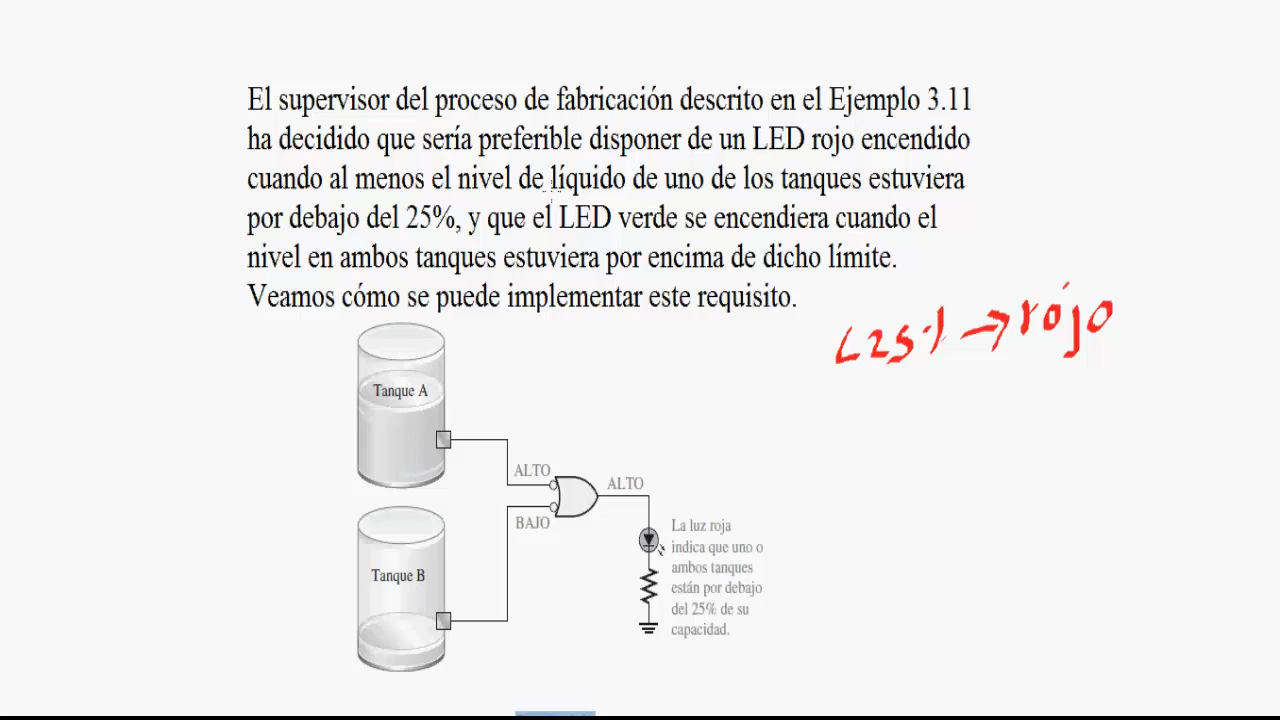 El supervisor del proceso de fabricación descrito en el Ejemplo 3.11
ha decidido que sería preferible disponer de un LED rojo encendido
cuando al menos el nivel de líquido de uno de los tanques estuviera
por debajo del 25%, y que el LED verde se encendiera cuando el
nivel en ambos tanques estuviera por encima de dicho límite.
Veamos cómo se puede implementar este requisito.
<25% → rojo
Tanque A
ALTO
ALTO
BAJO
Tanque B
La luz roja
indica que uno o
ambos tanques
están por debajo
del 25% de su
capacidad.